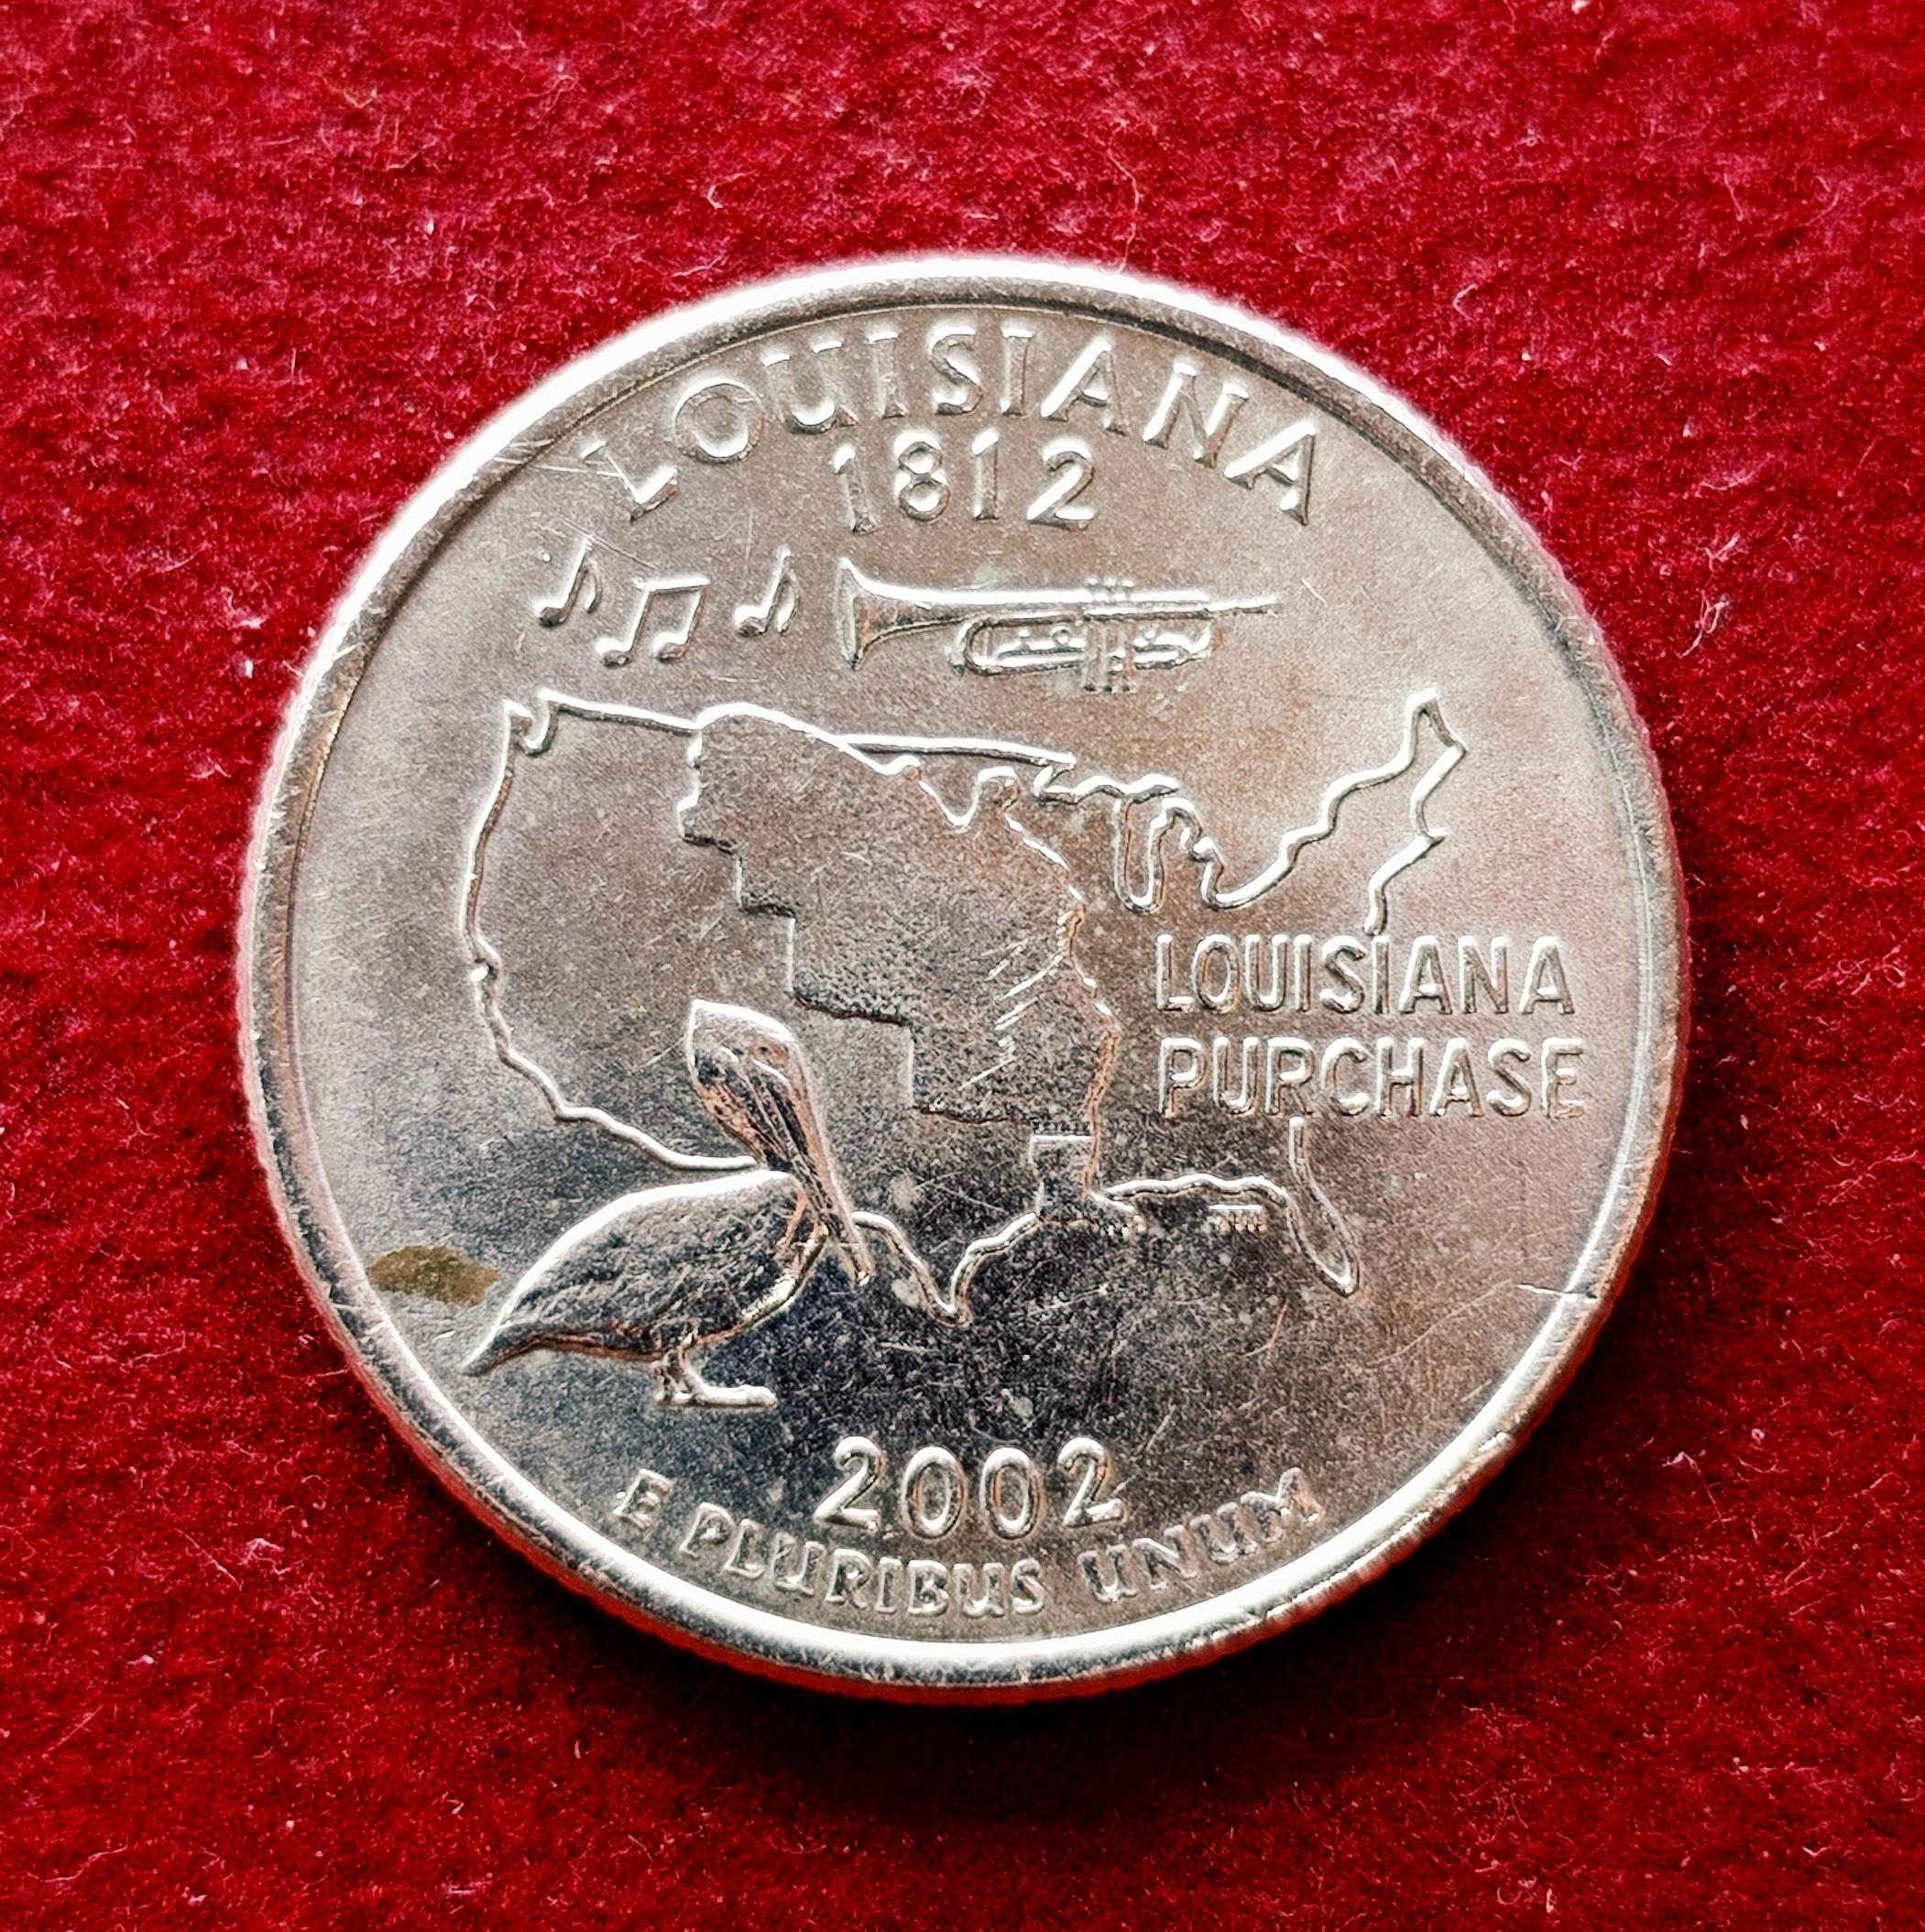 LOUISIANA
1812
LOUISIANA
PURCHASE
2002
E PLURIBUS UNUM